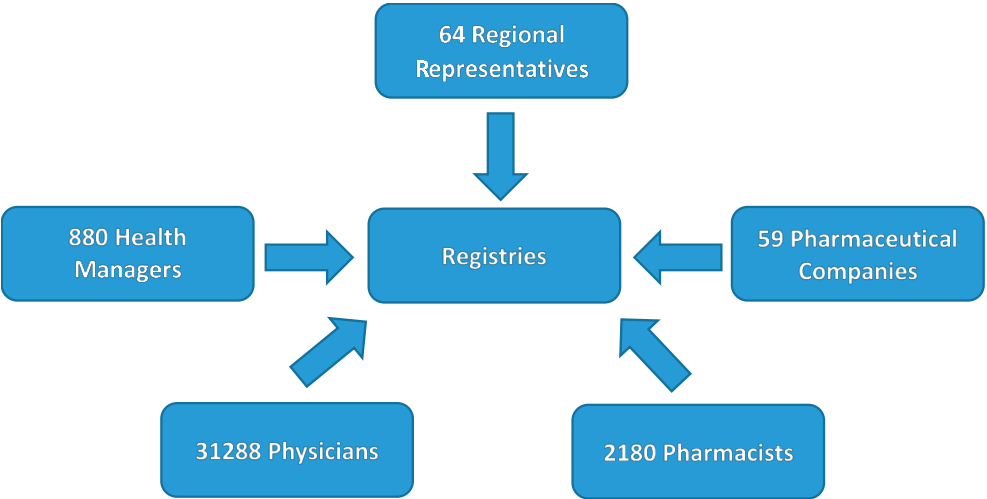 64 Regional
Representatives
880 Health
Managers
Registries
59 Pharmaceutical
Companies
31288 Physicians
2180 Pharmacists